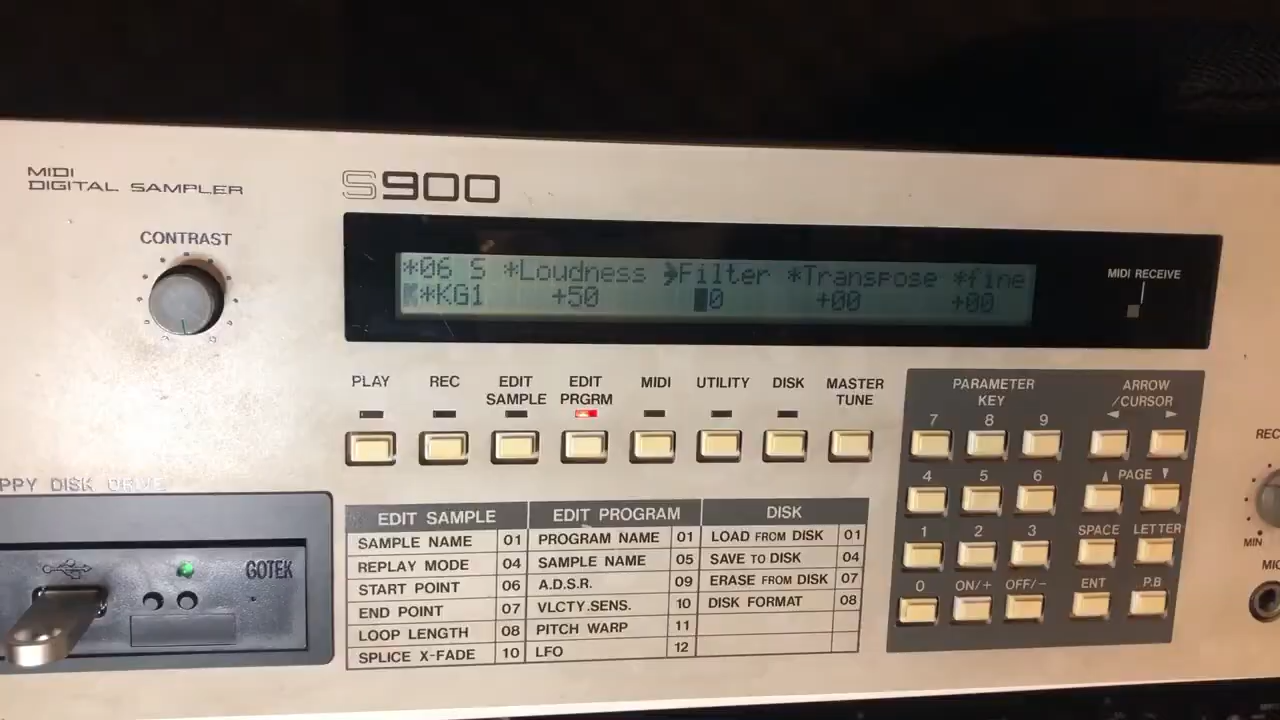 MIDI
DIGITAL SAMPLER
S900
CONTRAST
*06 S *Loudness Filter *Transpose *fine
*KG1 +50 0 +00 +00
MIDI RECEIVE
PLAY
REC
EDIT SAMPLE
EDIT PRGRM
MIDI
UTILITY
DISK
MASTER TUNE
PARAMETER KEY
ARROW /CURSOR
7 8 9
4 5 6
PAGE
1 2 3
SPACE LETTER
0 ON/+ OFF/- ENT P.B
REC
MIN
MIC
PPY DISK DRIVE
GOTEK
EDIT SAMPLE
SAMPLE NAME 01
REPLAY MODE 04
START POINT 06
END POINT 07
LOOP LENGTH 08
SPLICE X-FADE 10
EDIT PROGRAM
PROGRAM NAME 01
SAMPLE NAME 05
A.D.S.R. 09
VLCTY.SENS. 10
PITCH WARP 11
LFO 12
DISK
LOAD FROM DISK 01
SAVE TO DISK 04
ERASE FROM DISK 07
DISK FORMAT 08